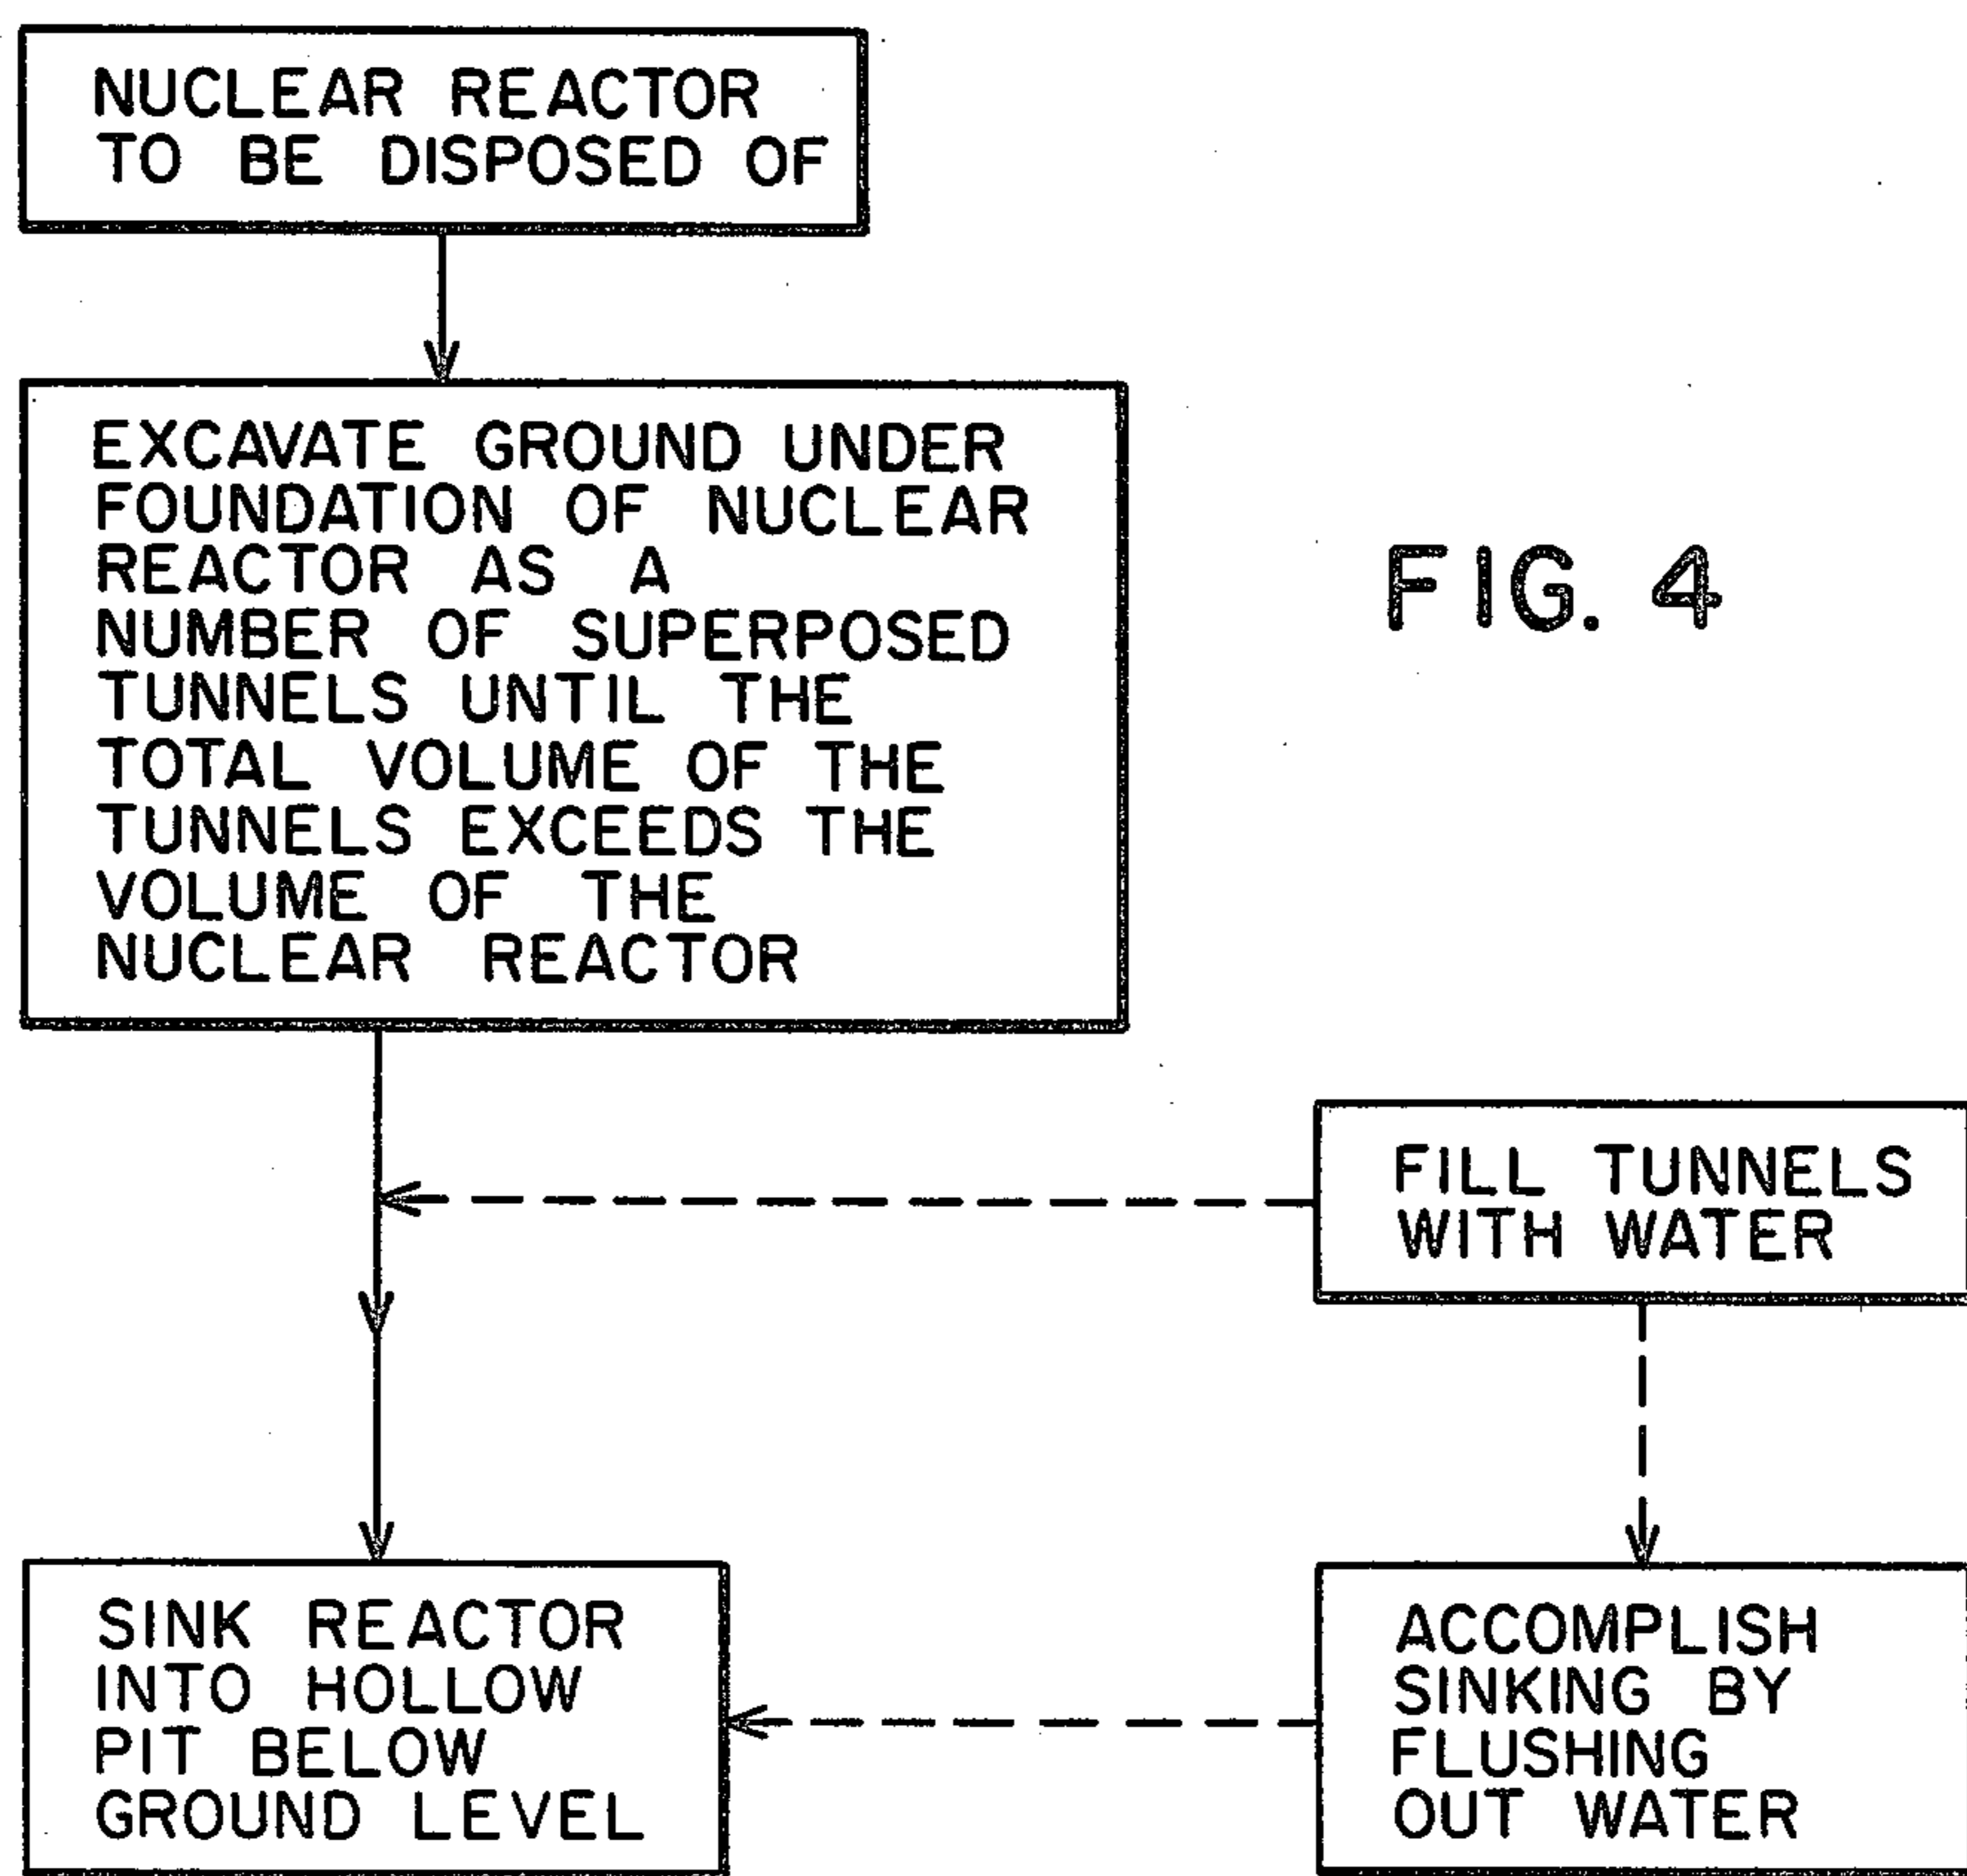 NUCLEAR REACTOR
TO BE DISPOSED OF
EXCAVATE GROUND UNDER
FOUNDATION OF NUCLEAR
REACTOR AS A
NUMBER OF SUPERPOSED
TUNNELS UNTIL THE
TOTAL VOLUME OF THE
TUNNELS EXCEEDS THE
VOLUME OF THE
NUCLEAR REACTOR
FIG. 4
FILL TUNNELS
WITH WATER
SINK REACTOR
INTO HOLLOW
PIT BELOW
GROUND LEVEL
ACCOMPLISH
SINKING BY
FLUSHING
OUT WATER